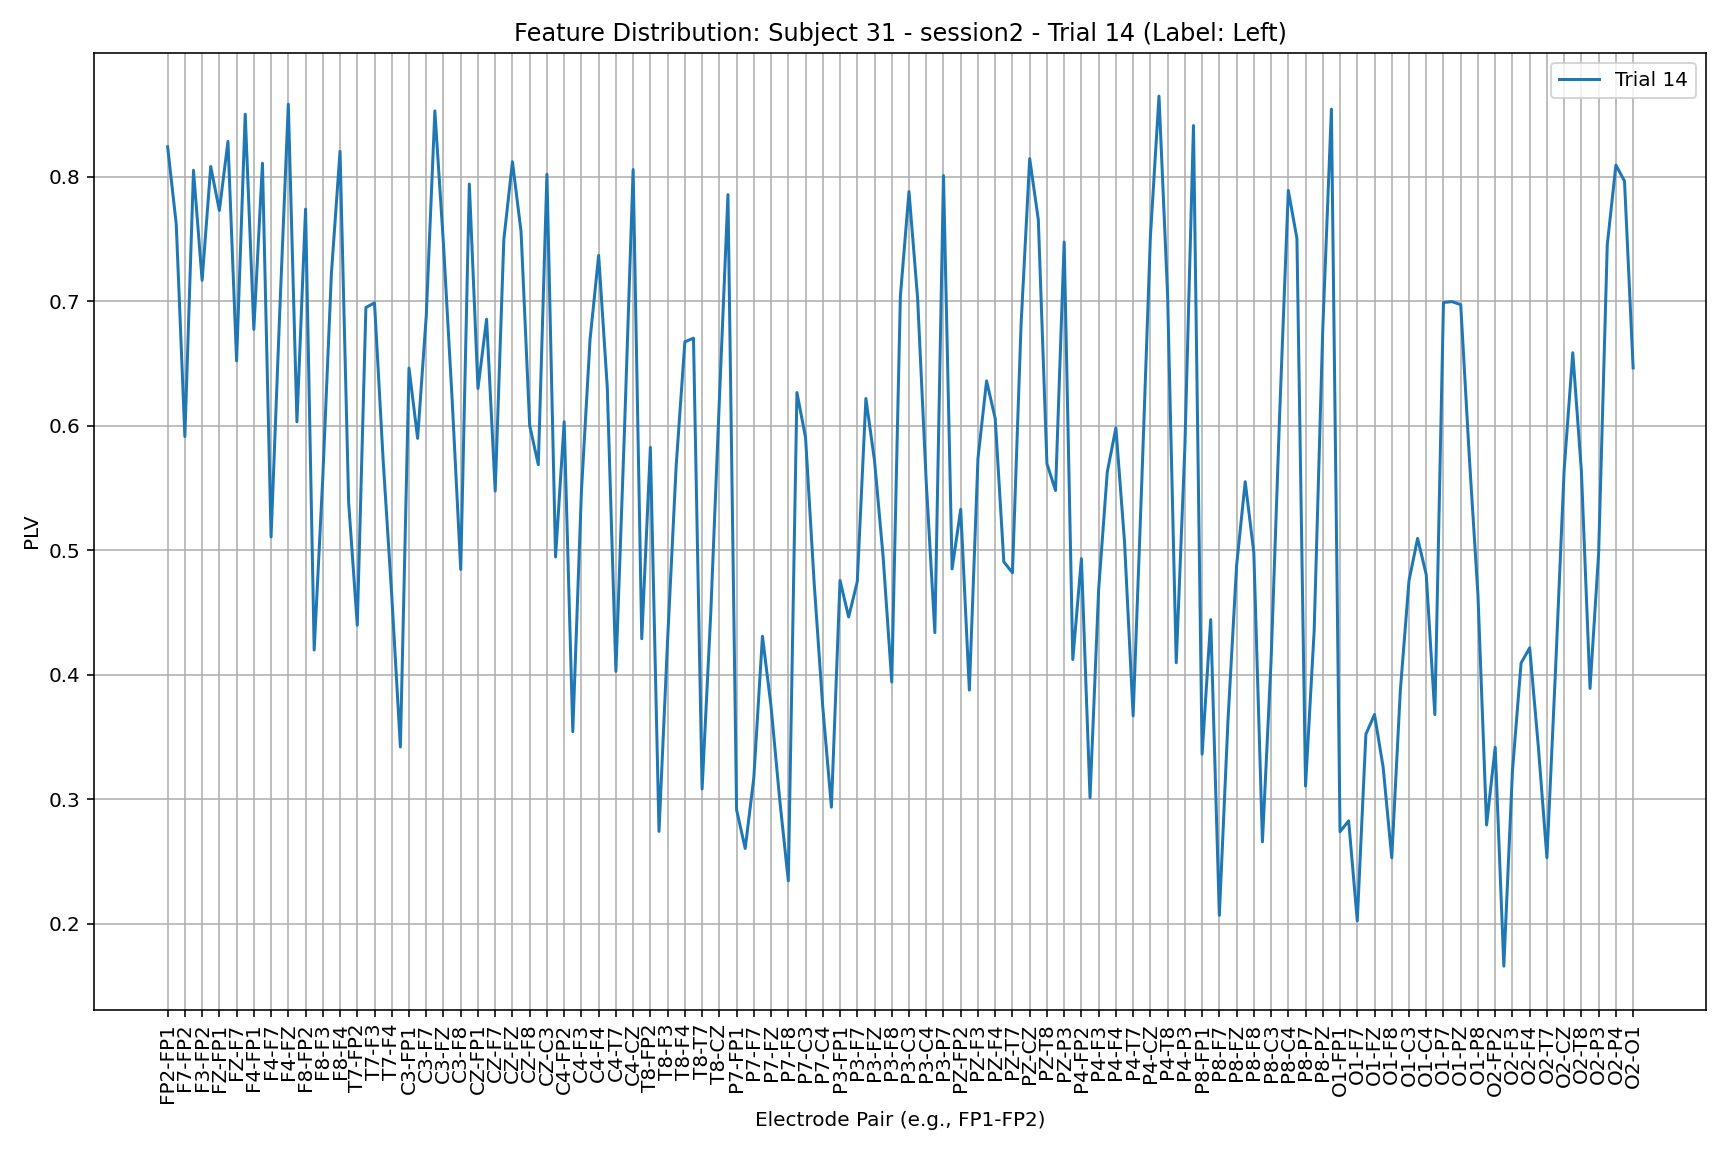 Feature Distribution: Subject 31 - session2 - Trial 14 (Label: Left)
Trial 14
PLV
0.8
0.7
0.6
0.5
0.4
0.3
0.2
FP2-FP1
F7-FP2
F3-FP2
FZ-FP1
FZ-F7
F4-FP1
F4-F7
F4-FZ
F8-FP2
F8-F3
F8-F4
T7-FP2
T7-F3
T7-F4
C3-FP1
C3-F7
C3-FZ
C3-F8
CZ-FP1
CZ-F7
CZ-FZ
CZ-F8
CZ-C3
C4-FP2
C4-F3
C4-F4
C4-T7
C4-CZ
T8-FP2
T8-F3
T8-F4
T8-T7
T8-CZ
P7-FP1
P7-F7
P7-FZ
P7-F8
P7-C3
P7-C4
P3-FP1
P3-F7
P3-FZ
P3-F8
P3-C3
P3-C4
P3-P7
PZ-FP2
PZ-F3
PZ-F4
PZ-T7
PZ-CZ
PZ-T8
PZ-P3
P4-FP2
P4-F3
P4-F4
P4-T7
P4-CZ
P4-T8
P4-P3
P8-FP1
P8-F7
P8-FZ
P8-F8
P8-C3
P8-C4
P8-P7
P8-PZ
O1-FP1
O1-F7
O1-FZ
O1-F8
O1-C3
O1-C4
O1-P7
O1-PZ
O1-P8
O2-FP2
O2-F3
O2-F4
O2-T7
O2-CZ
O2-T8
O2-P3
O2-P4
O2-O1
Electrode Pair (e.g., FP1-FP2)